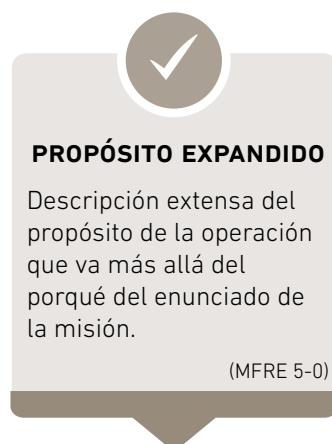 PROPÓSITO EXPANDIDO
Descripción extensa del
propósito de la operación
que va más allá del
porqué del enunciado de
la misión.
(MFRE 5-0)